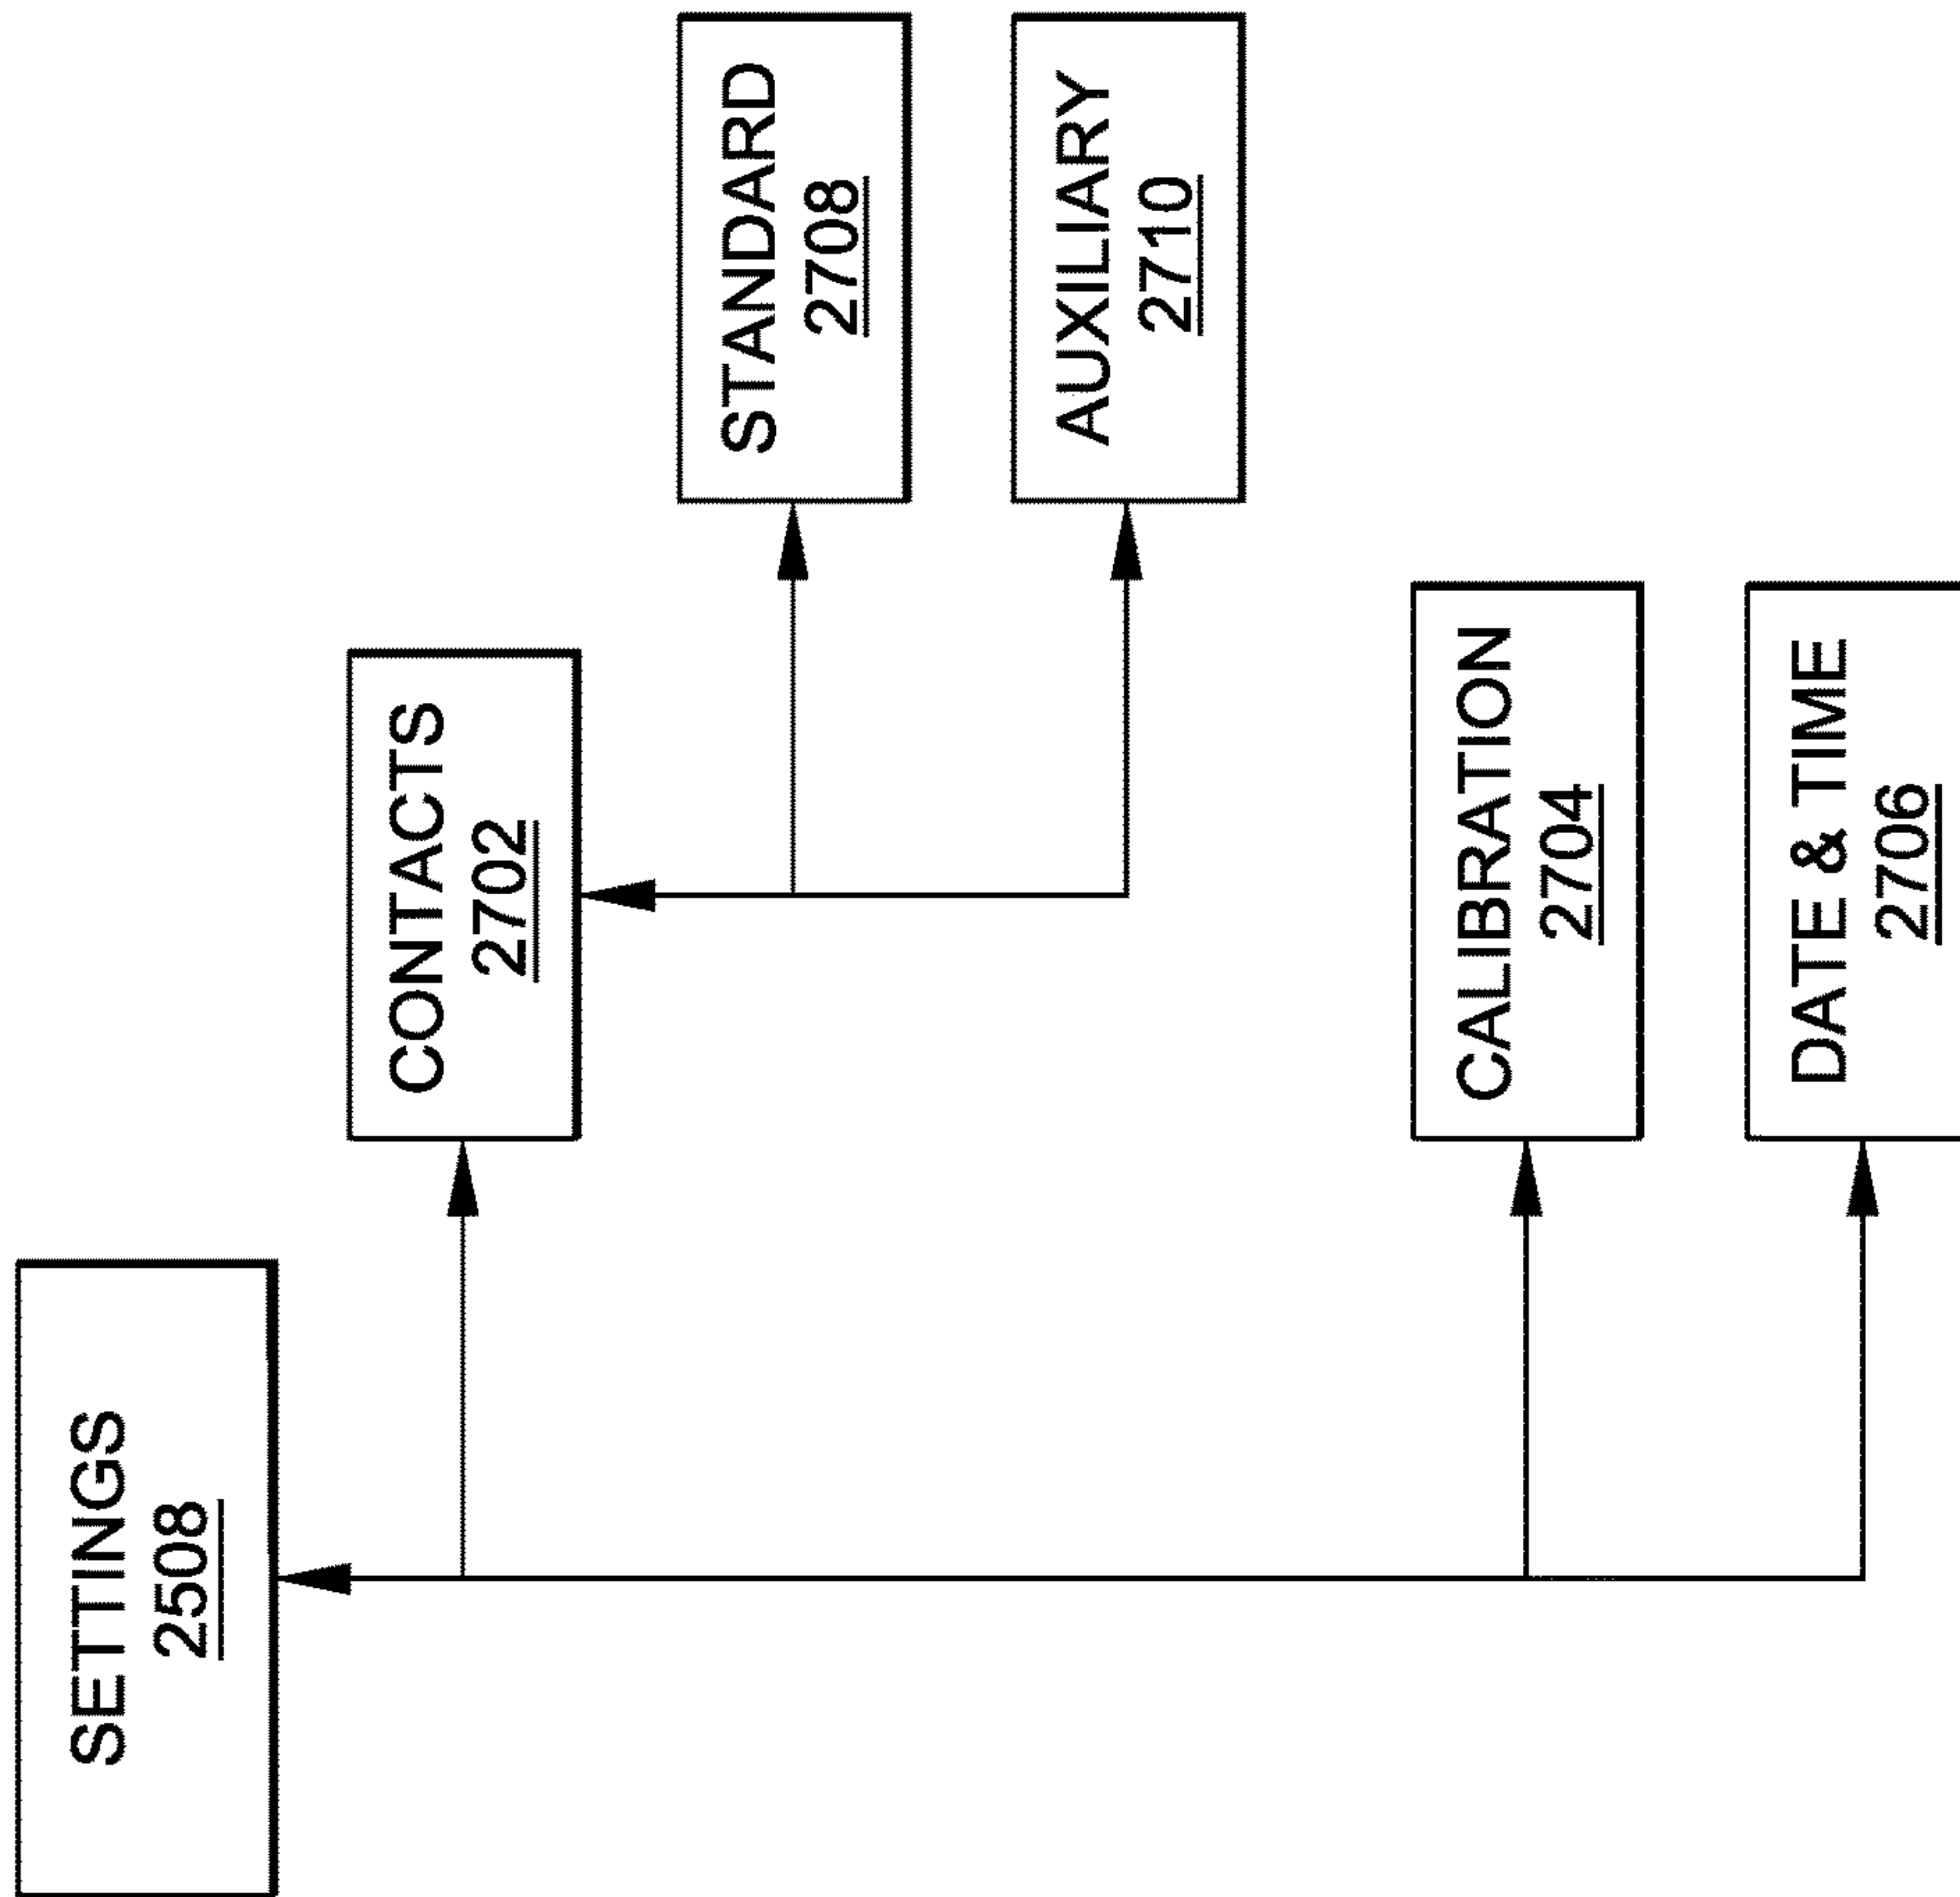 SETTINGS
2508
CONTACTS
2702
STANDARD
2708
AUXILIARY
2710
CALIBRATION
2704
DATE & TIME
2706